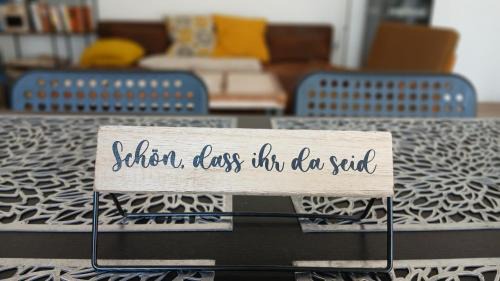 Schön, dass ihr da seid